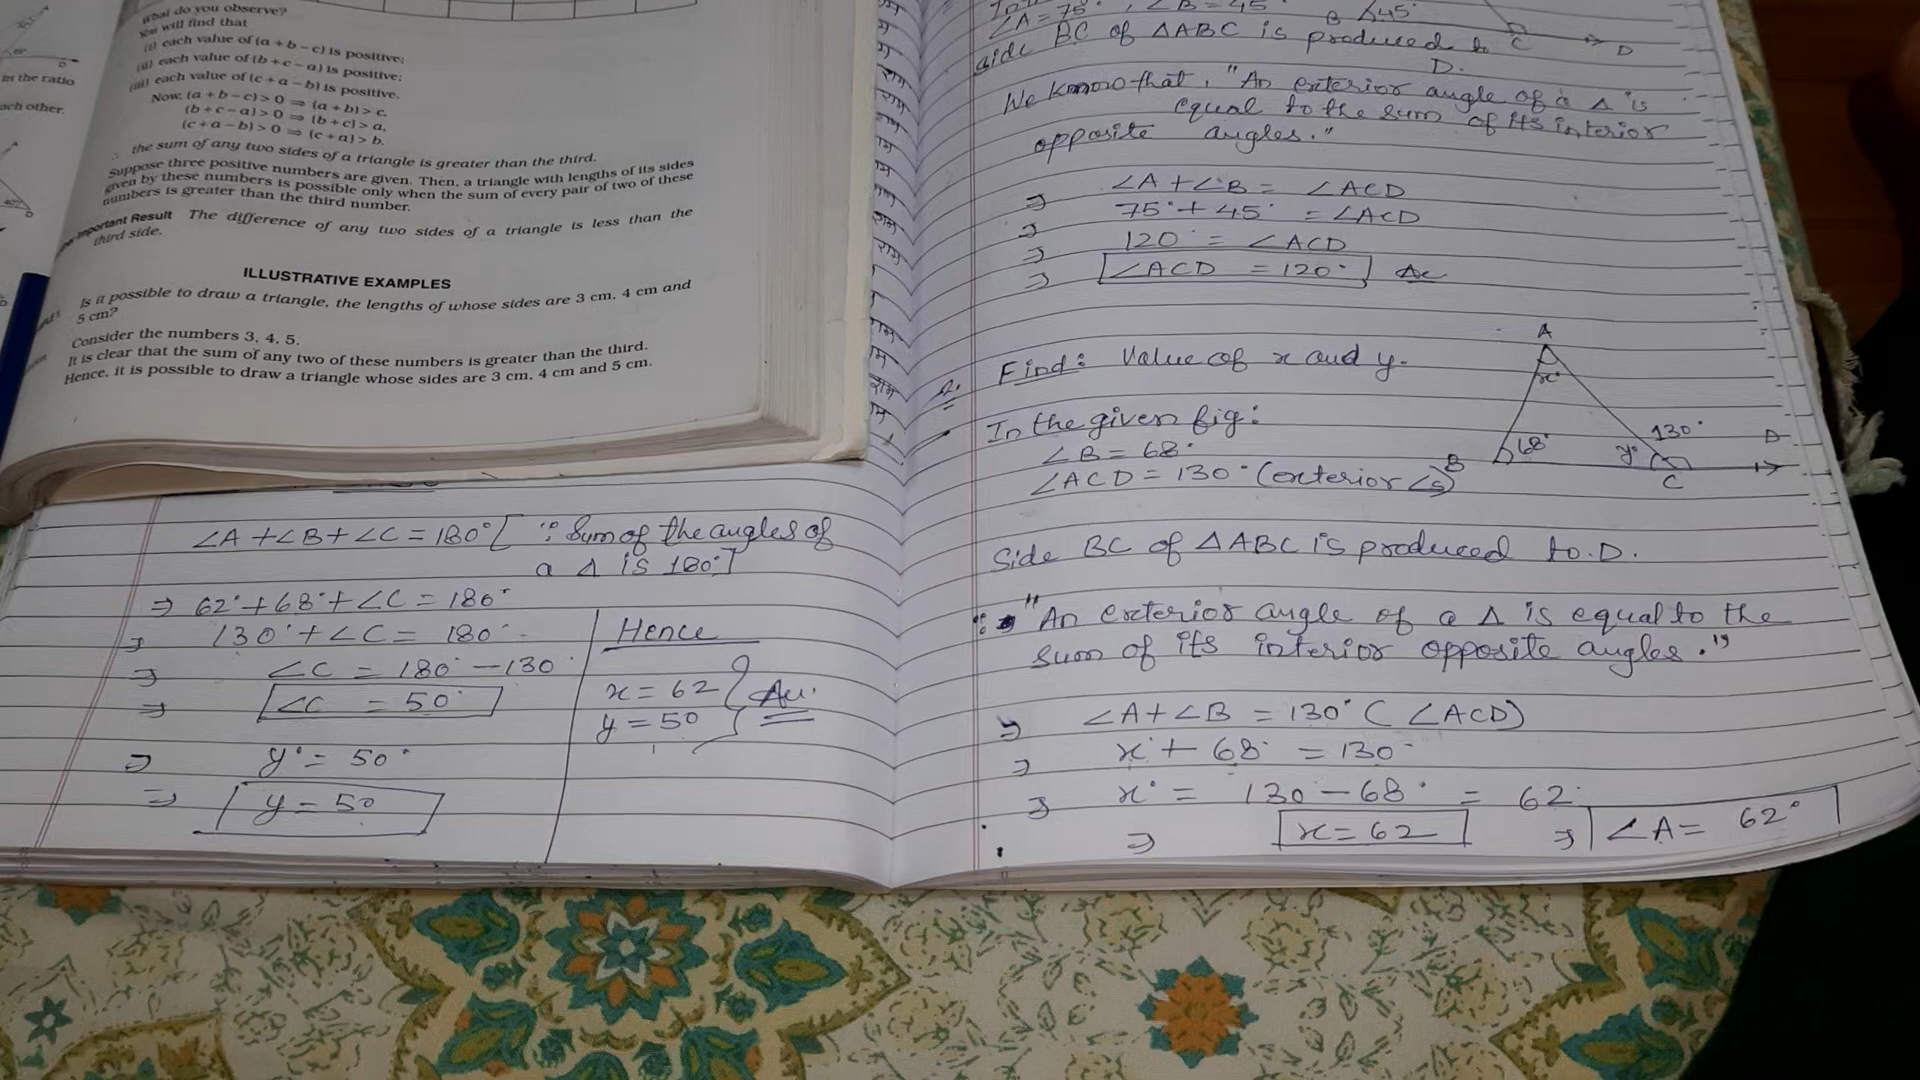 What do you observe?
You will find that
(i) each value of (a + b − c) is positive;
(ii) each value of (b + c − a) is positive;
(iii) each value of (c + a − b) is positive.
Now, (a + b − c) > 0 ⇒ (a + b) > c.
(b + c − a) > 0 ⇒ (b + c) > a,
(c + a − b) > 0 ⇒ (c + a) > b.
∴ the sum of any two sides of a triangle is greater than the third.
Suppose three positive numbers are given. Then, a triangle with lengths of its sides
given by these numbers is possible only when the sum of every pair of two of these
numbers is greater than the third number.
Important Result The difference of any two sides of a triangle is less than the
third side.
ILLUSTRATIVE EXAMPLES
Is it possible to draw a triangle, the lengths of whose sides are 3 cm, 4 cm and
5 cm?
Consider the numbers 3, 4, 5.
It is clear that the sum of any two of these numbers is greater than the third.
Hence, it is possible to draw a triangle whose sides are 3 cm, 4 cm and 5 cm.
in the ratio
ach other.
∠A + ∠B + ∠C = 180° [ ∵ Sum of the angles of
a Δ is 180°]
⇒ 62° + 68° + ∠C = 180°
⇒ 130° + ∠C = 180°
⇒ ∠C = 180° − 130°
⇒ ∠C = 50°
⇒ y° = 50°
⇒ y = 50
Hence
x = 62
y = 50
∠A = 75°, ∠B = 45°
B 45°
C D
side BC of ΔABC is produced to
D.
We know that, "An exterior angle of a Δ is
equal to the sum of its interior
opposite angles."
⇒ ∠A + ∠B = ∠ACD
⇒ 75° + 45° = ∠ACD
⇒ 120° = ∠ACD
⇒ ∠ACD = 120°
Find: Value of x and y.
In the given fig:
∠B = 68°
∠ACD = 130° (exterior ∠s)
A
x°
B 68° y° 130° D
C
Side BC of ΔABC is produced to D.
∵ "An exterior angle of a Δ is equal to the
sum of its interior opposite angles."
⇒ ∠A + ∠B = 130° (∠ACD)
⇒ x° + 68° = 130°
⇒ x° = 130 − 68° = 62°
⇒ x = 62 ⇒ ∠A = 62°